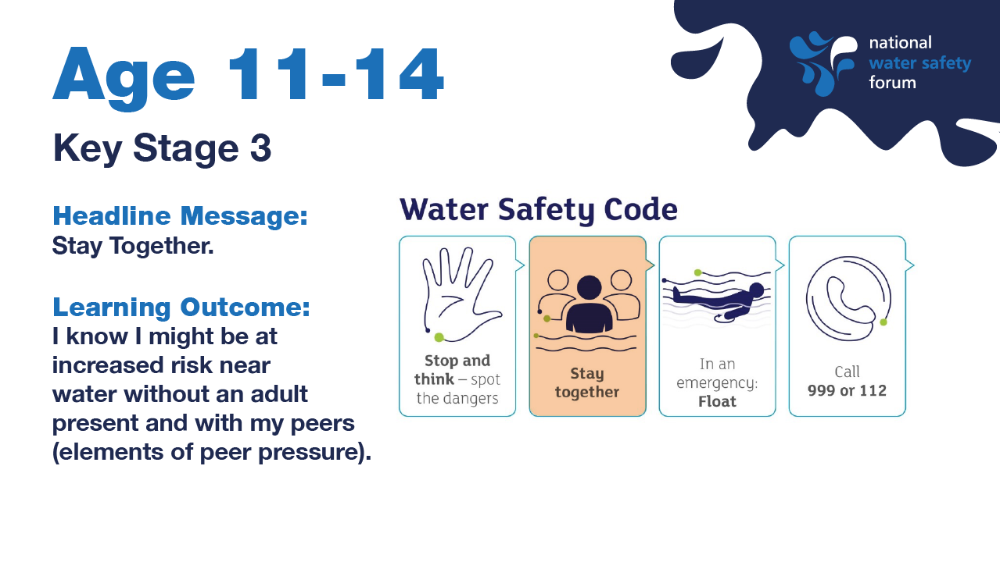 Age 11-14
Key Stage 3
Headline Message:
Stay Together.
Learning Outcome:
I know I might be at
increased risk near
water without an adult
present and with my peers
(elements of peer pressure).
national
water safety
forum
Water Safety Code
Stop and
think – spot
the dangers
Stay
together
In an
emergency:
Float
Call
999 or 112